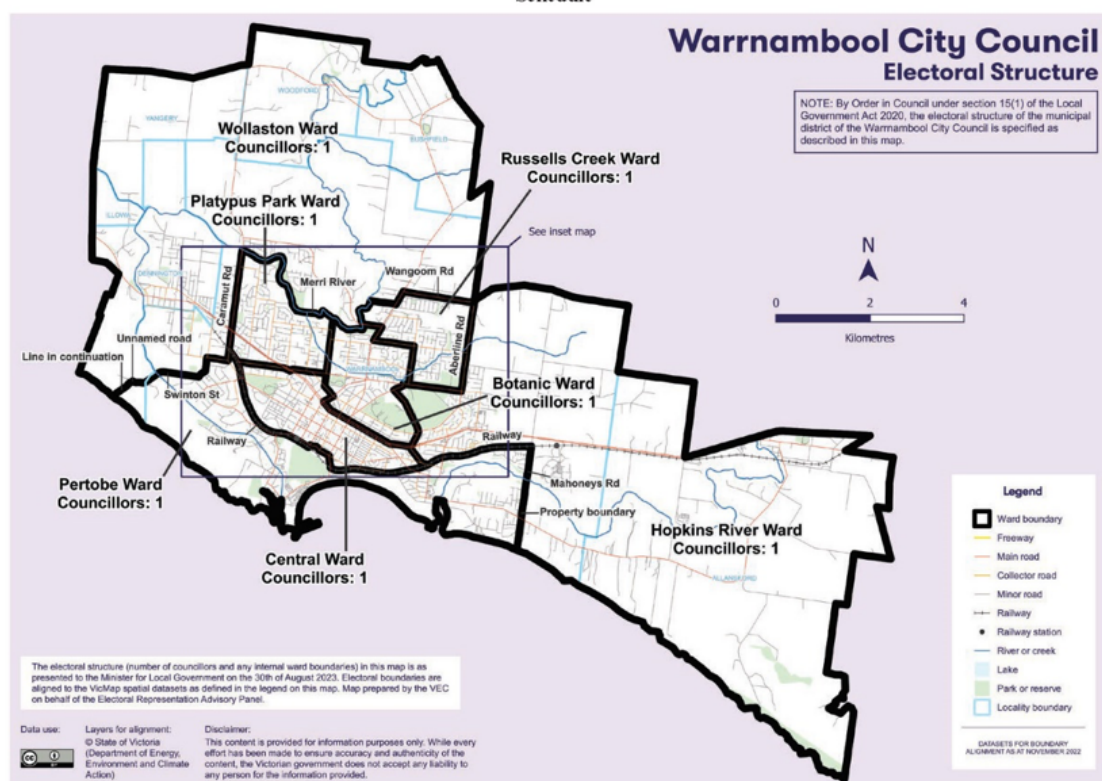 Warrnambool City Council
Electoral Structure
NOTE: By Order in Council under section 15(1) of the Local
Government Act 2020, the electoral structure of the municipal
district of the Warrnambool City Council is specified as
described in this map.
WOODFORD
YANGERY
BUSHFIELD
Wollaston Ward
Councillors: 1
Russells Creek Ward
Councillors: 1
Platypus Park Ward
Councillors: 1
ILLOWA
See inset map
N
DENNINGTON
Caramut Rd
Merri River
Wangoom Rd
0 2 4
Kilometres
Aberline Rd
Unnamed road
Line in continuation
WARRNAMBOOL
Botanic Ward
Councillors: 1
Swinton St
Railway
Railway
Pertobe Ward
Councillors: 1
Mahoneys Rd
Property boundary
Hopkins River Ward
Councillors: 1
Central Ward
Councillors: 1
ALLANSFORD
Legend
Ward boundary
Freeway
Main road
Collector road
Minor road
Railway
Railway station
River or creek
Lake
Park or reserve
Locality boundary
DATASETS FOR BOUNDARY
ALIGNMENT AS AT NOVEMBER 2022
The electoral structure (number of councillors and any internal ward boundaries) in this map is as
presented to the Minister for Local Government on the 30th of August 2023. Electoral boundaries are
aligned to the VicMap spatial datasets as defined in the legend on this map. Map prepared by the VEC
on behalf of the Electoral Representation Advisory Panel.
Data use:
Layers for alignment:
© State of Victoria
(Department of Energy,
Environment and Climate
Action)
Disclaimer:
This content is provided for information purposes only. While every
effort has been made to ensure accuracy and authenticity of the
content, the Victorian government does not accept any liability to
any person for the information provided.